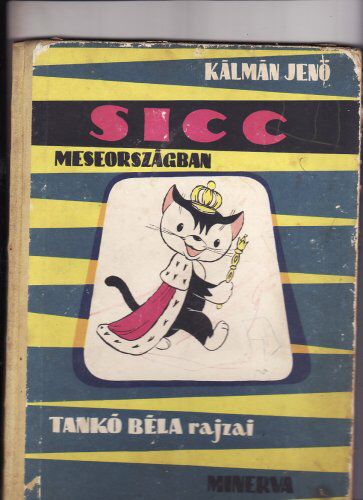 KÁLMÁN JENŐ
SICC
MESEORSZÁGBAN
TANKÓ BÉLA rajzai
MINERVA